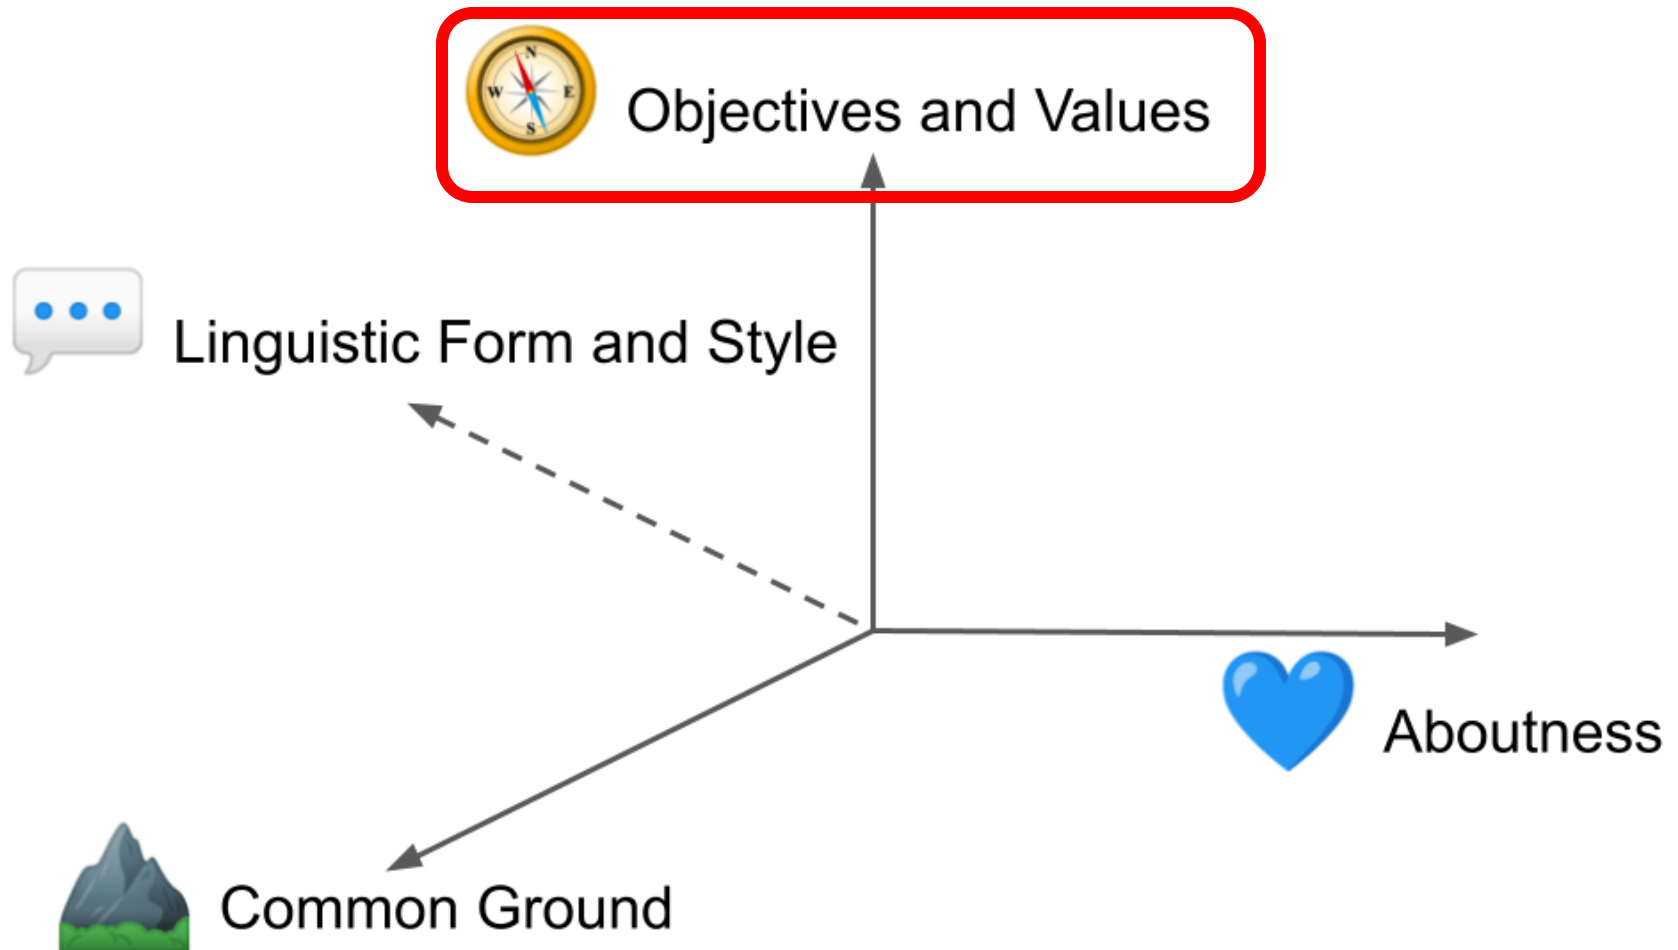 N
W E
S
Objectives and Values
Linguistic Form and Style
Aboutness
Common Ground